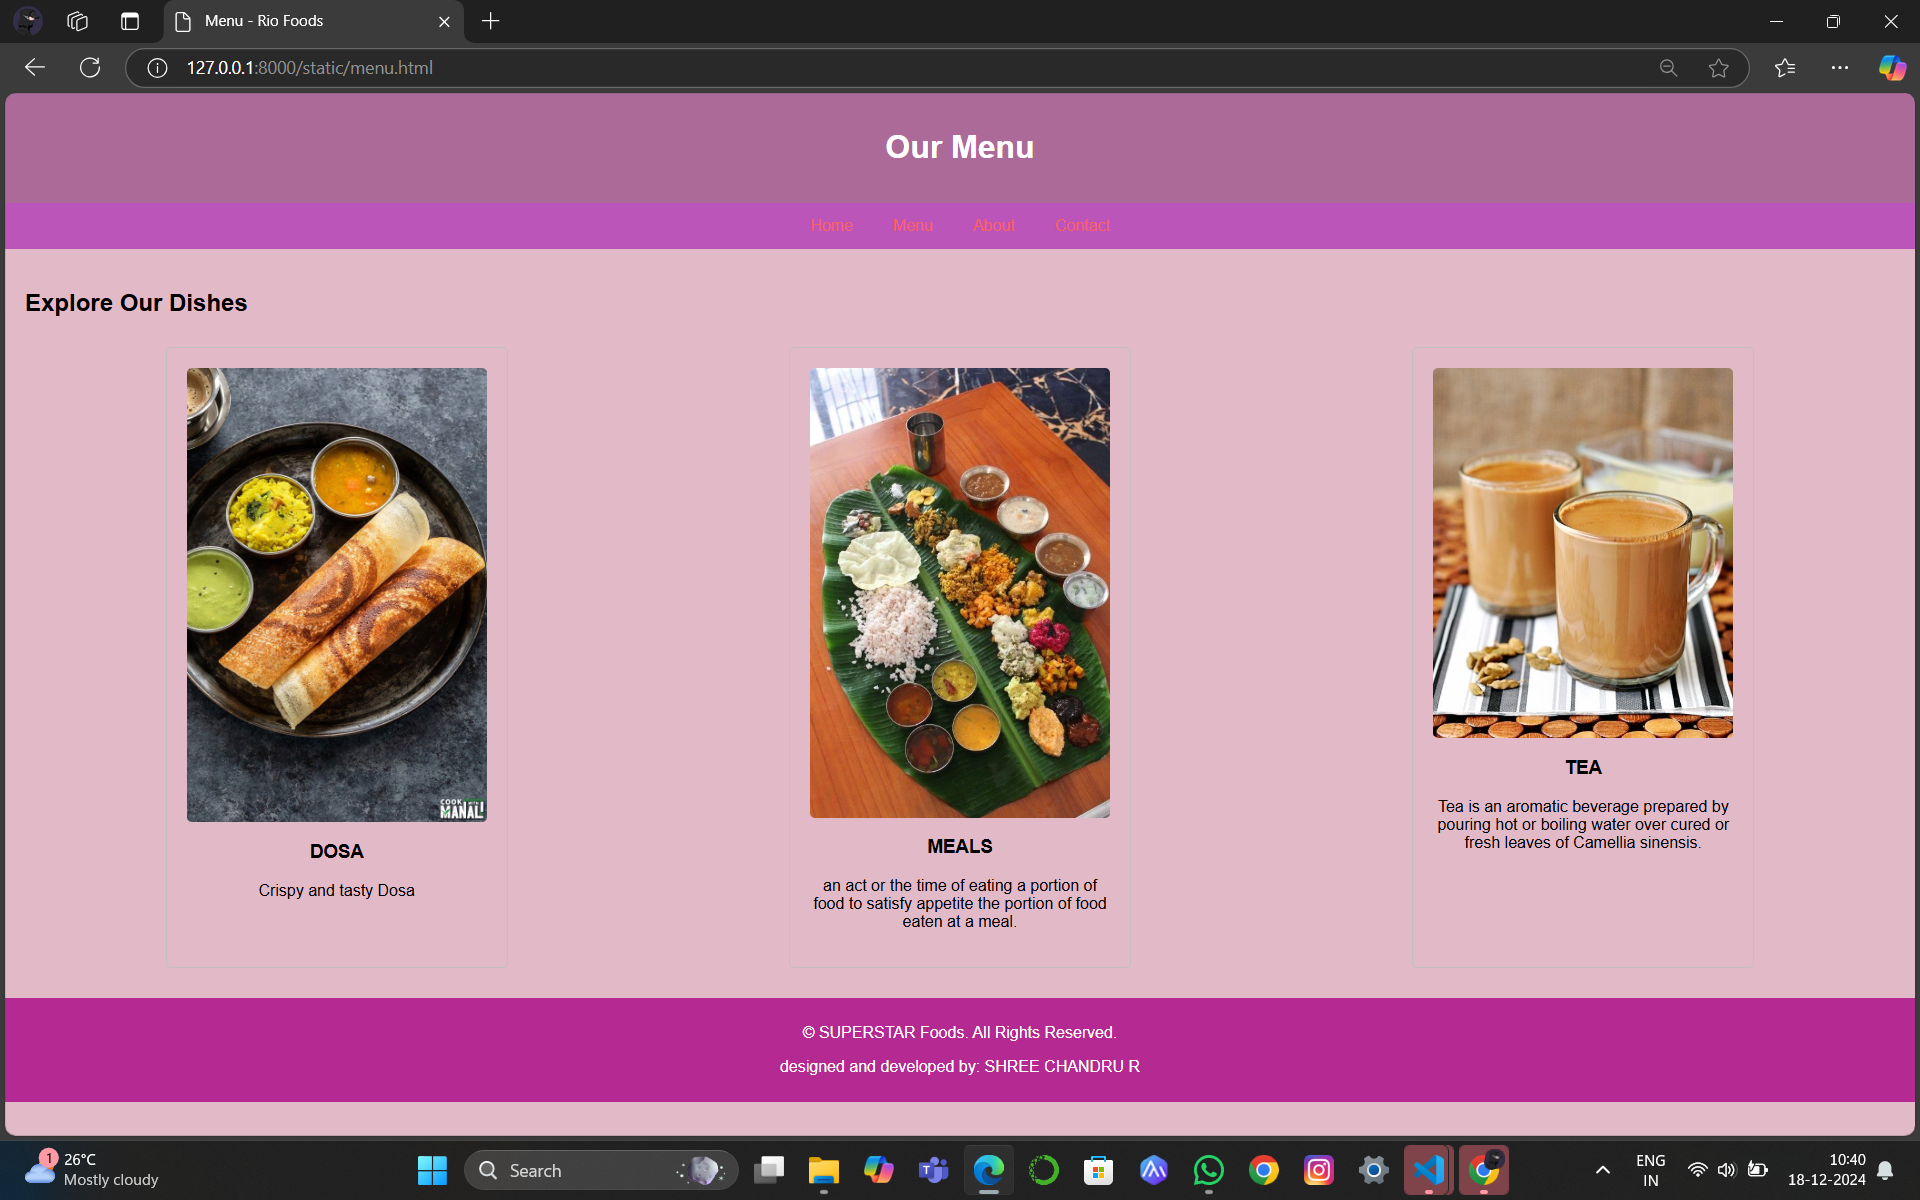 Menu - Rio Foods
127.0.0.1:8000/static/menu.html
Our Menu
Home Menu About Contact
Explore Our Dishes
COOK WITH
MANALI
DOSA
Crispy and tasty Dosa
MEALS
an act or the time of eating a portion of
food to satisfy appetite the portion of food
eaten at a meal.
TEA
Tea is an aromatic beverage prepared by
pouring hot or boiling water over cured or
fresh leaves of Camellia sinensis.
© SUPERSTAR Foods. All Rights Reserved.
designed and developed by: SHREE CHANDRU R
1
26°C
Mostly cloudy
Search
ENG
IN
10:40
18-12-2024